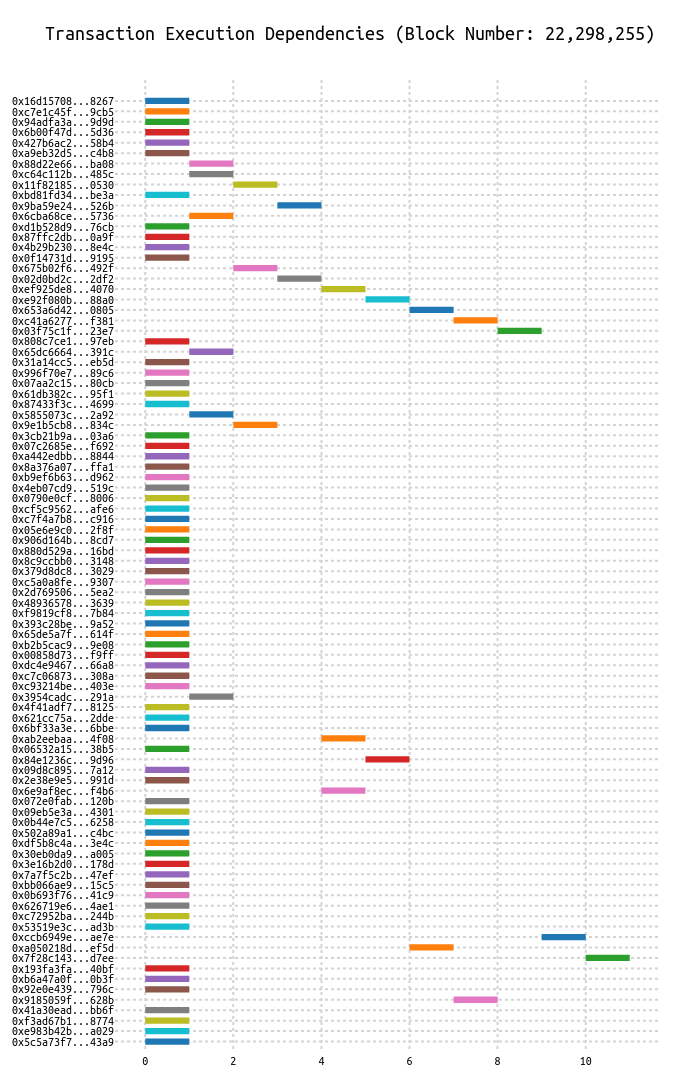 Transaction Execution Dependencies (Block Number: 22,298,255)
0x16d15708...8267
0xc7e1c45f...9cb5
0x94adfa3a...9d9d
0x6b00f47d...5d36
0x427b6ac2...58b4
0xa9eb32d5...c4b8
0x88d22e66...ba08
0xc64c112b...485c
0x11f82185...0530
0xbd81fd34...be3a
0x9ba59e24...526b
0x6cba68ce...5736
0xd1b528d9...76cb
0x87ffc2db...0a9f
0x4b29b230...8e4c
0x0f14731d...9195
0x675b02f6...492f
0x02d0bd2c...2df2
0xef925de8...4070
0xe92f080b...88a0
0x653a6d42...0805
0xc41a6277...f381
0x03f75c1f...23e7
0x808c7ce1...97eb
0x65dc6664...391c
0x31a14cc5...eb5d
0x996f70e7...89c6
0x07aa2c15...80cb
0x61db382c...95f1
0x87433f3c...4699
0x5855073c...2a92
0x9e1b5cb8...834c
0x3cb21b9a...03a6
0x07c2685e...f692
0xa442edbb...8844
0x8a376a07...ffa1
0xb9ef6b63...d962
0x4eb07cd9...519c
0x0790e0cf...8006
0xcf5c9562...afe6
0xc7f4a7b8...c916
0x05e6e9c0...2f8f
0x906d164b...8cd7
0x880d529a...16bd
0x8c9ccbb0...3148
0x379d8dc8...3029
0xc5a0a8fe...9307
0x2d769506...5ea2
0x48936578...3639
0xf9819cf8...7b84
0x393c28be...9a52
0x65de5a7f...614f
0xb2b5cac9...9e08
0x00858d73...f9ff
0xdc4e9467...66a8
0xc7c06873...308a
0xc93214be...403e
0x3954cadc...291a
0x4f41adf7...8125
0x621cc75a...2dde
0x6bf33a3e...6bbe
0xab2eebaa...4f08
0x06532a15...38b5
0x84e1236c...9d96
0x09d8c895...7a12
0x2e38e9e5...991d
0x6e9af8ec...f4b6
0x072e0fab...120b
0x09eb5e3a...4301
0x0b44e7c5...6258
0x502a89a1...c4bc
0xdf5b8c4a...3e4c
0x30eb0da9...a005
0x3e16b2d0...178d
0x7a7f5c2b...47ef
0xbb066ae9...15c5
0x0b693f76...41c9
0x626719e6...4ae1
0xc72952ba...244b
0x53519e3c...ad3b
0xccb6949e...ae7e
0xa050218d...ef5d
0x7f28c143...d7ee
0x193fa3fa...40bf
0xb6a47a0f...0b3f
0x92e0e439...796c
0x9185059f...628b
0x41a30ead...bb6f
0xf3ad67b1...8774
0xe983b42b...a029
0x5c5a73f7...43a9
0 2 4 6 8 10